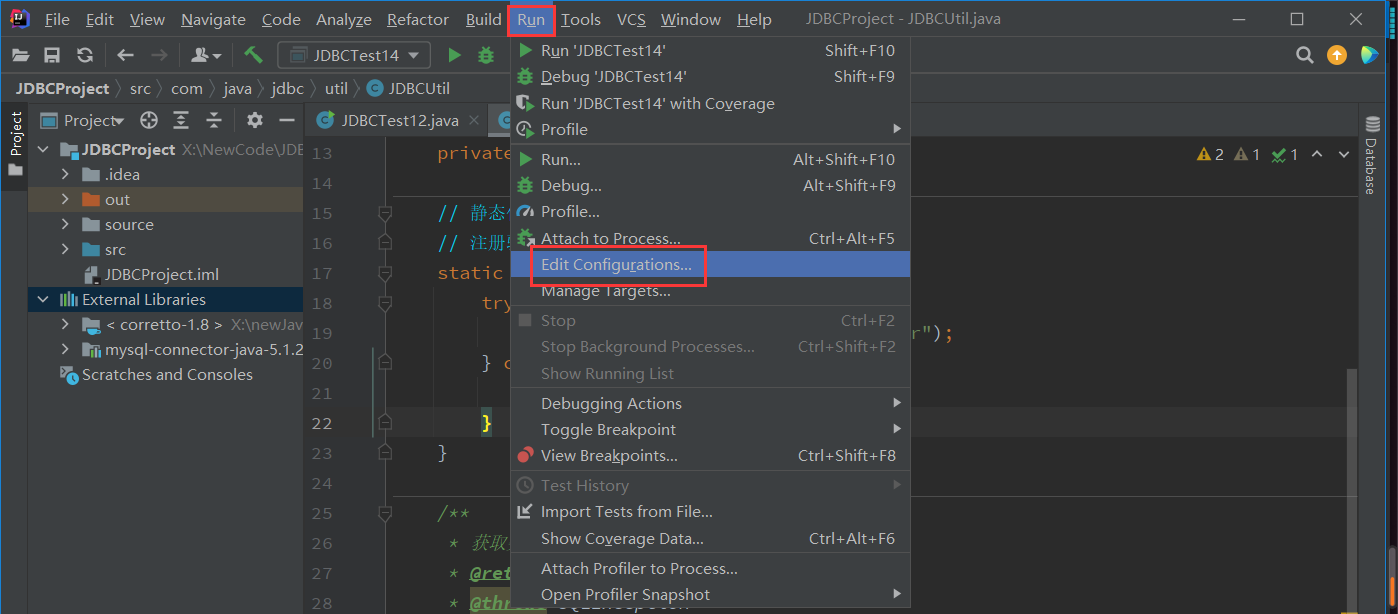 File Edit View Navigate Code Analyze Refactor Build Run Tools VCS Window Help JDBCProject - JDBCUtil.java
JDBCTest14
JDBCProject src com java jdbc util JDBCUtil
Project
Project
JDBCProject X:\NewCode\JDB
.idea
out
source
src
JDBCProject.iml
External Libraries
< corretto-1.8 > X:\newJav
mysql-connector-java-5.1.2
Scratches and Consoles
JDBCTest12.java
13 private
14
15 // 静态
16 // 注册
17 static
18 try
19 r");
20 } c
21
22 }
23 }
24
25 /**
26 * 获取
27 * @ret
28 * @thr
2 1 1
Database
Run 'JDBCTest14' Shift+F10
Debug 'JDBCTest14' Shift+F9
Run 'JDBCTest14' with Coverage
Profile
Run... Alt+Shift+F10
Debug... Alt+Shift+F9
Profile...
Attach to Process... Ctrl+Alt+F5
Edit Configurations...
Manage Targets...
Stop Ctrl+F2
Stop Background Processes... Ctrl+Shift+F2
Show Running List
Debugging Actions
Toggle Breakpoint
View Breakpoints... Ctrl+Shift+F8
Test History
Import Tests from File...
Show Coverage Data... Ctrl+Alt+F6
Attach Profiler to Process...
Open Profiler Snapshot